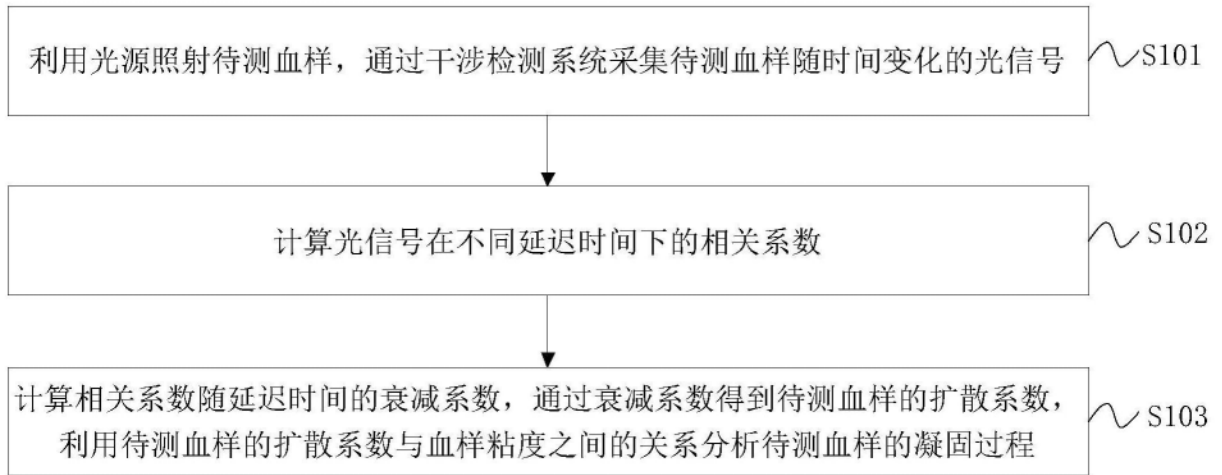 利用光源照射待测血样，通过干涉检测系统采集待测血样随时间变化的光信号
S101
计算光信号在不同延迟时间下的相关系数
S102
计算相关系数随延迟时间的衰减系数，通过衰减系数得到待测血样的扩散系数，
利用待测血样的扩散系数与血样粘度之间的关系分析待测血样的凝固过程
S103